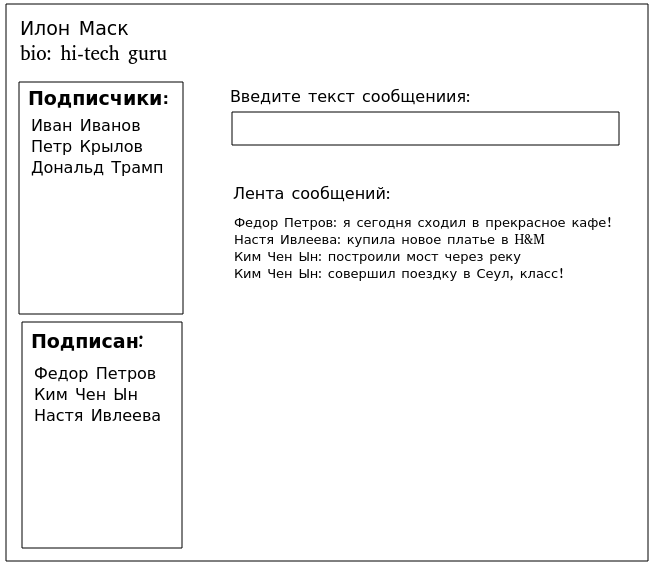 Илон Маск
bio: hi-tech guru
Подписчики:
Иван Иванов
Петр Крылов
Дональд Трамп
Введите текст сообщениия:
Лента сообщений:
Федор Петров: я сегодня сходил в прекрасное кафе!
Настя Ивлеева: купила новое платье в H&M
Ким Чен Ын: построили мост через реку
Ким Чен Ын: совершил поездку в Сеул, класс!
Подписан:
Федор Петров
Ким Чен Ын
Настя Ивлеева